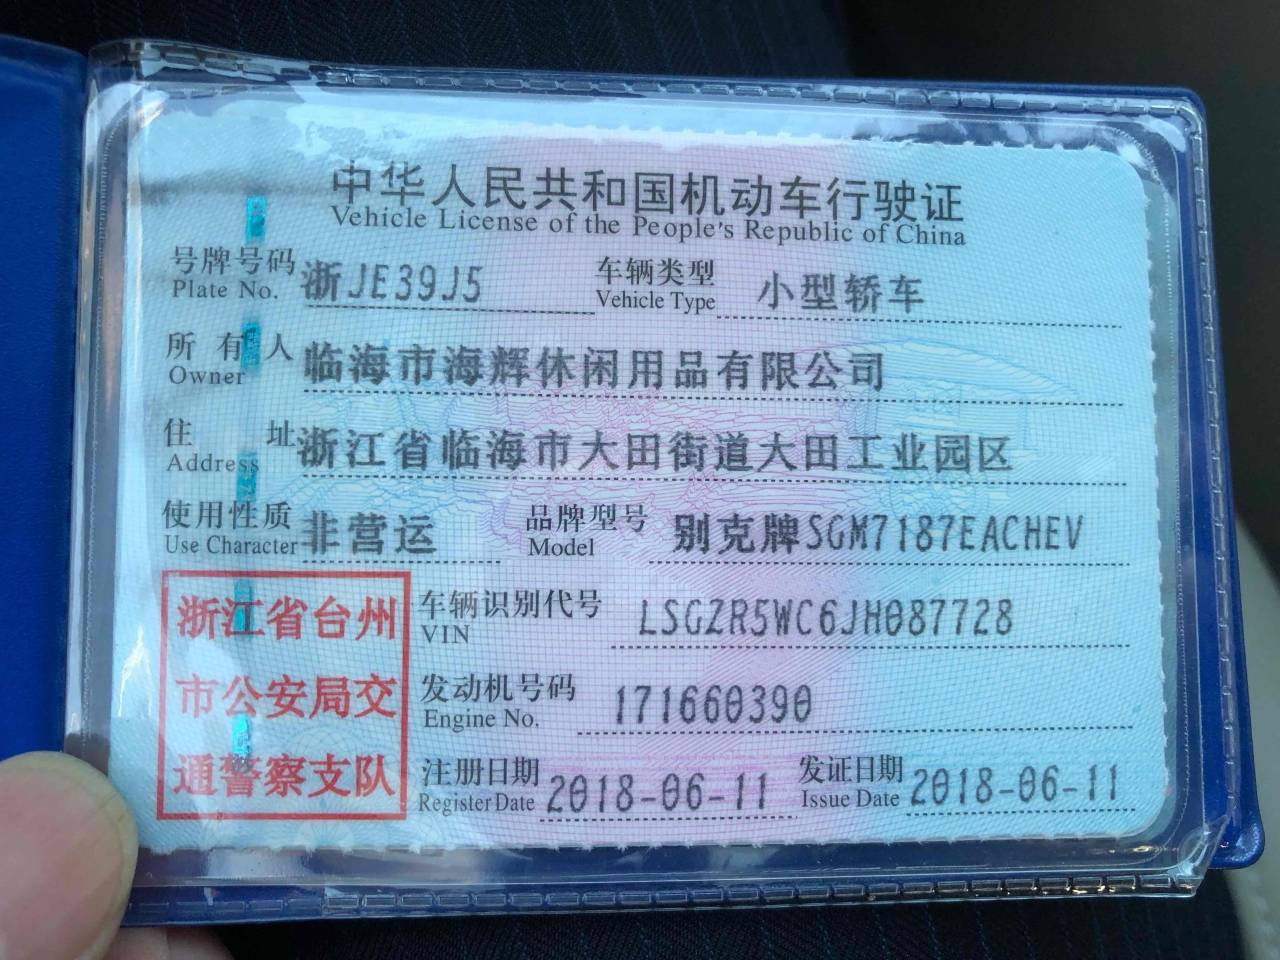 中华人民共和国机动车行驶证
Vehicle License of the People's Republic of China
号牌号码 浙JE39J5 车辆类型 小型轿车
Plate No. Vehicle Type
所有人 临海市海辉休闲用品有限公司
Owner
住址 浙江省临海市大田街道大田工业园区
Address
使用性质 非营运 品牌型号 别克牌SGM7187EACHEV
Use Character Model
浙江省台州
市公安局交
通警察支队
车辆识别代号 LSGZR5WC6JH087728
VIN
发动机号码 171660390
Engine No.
注册日期 2018-06-11 发证日期 2018-06-11
Register Date Issue Date